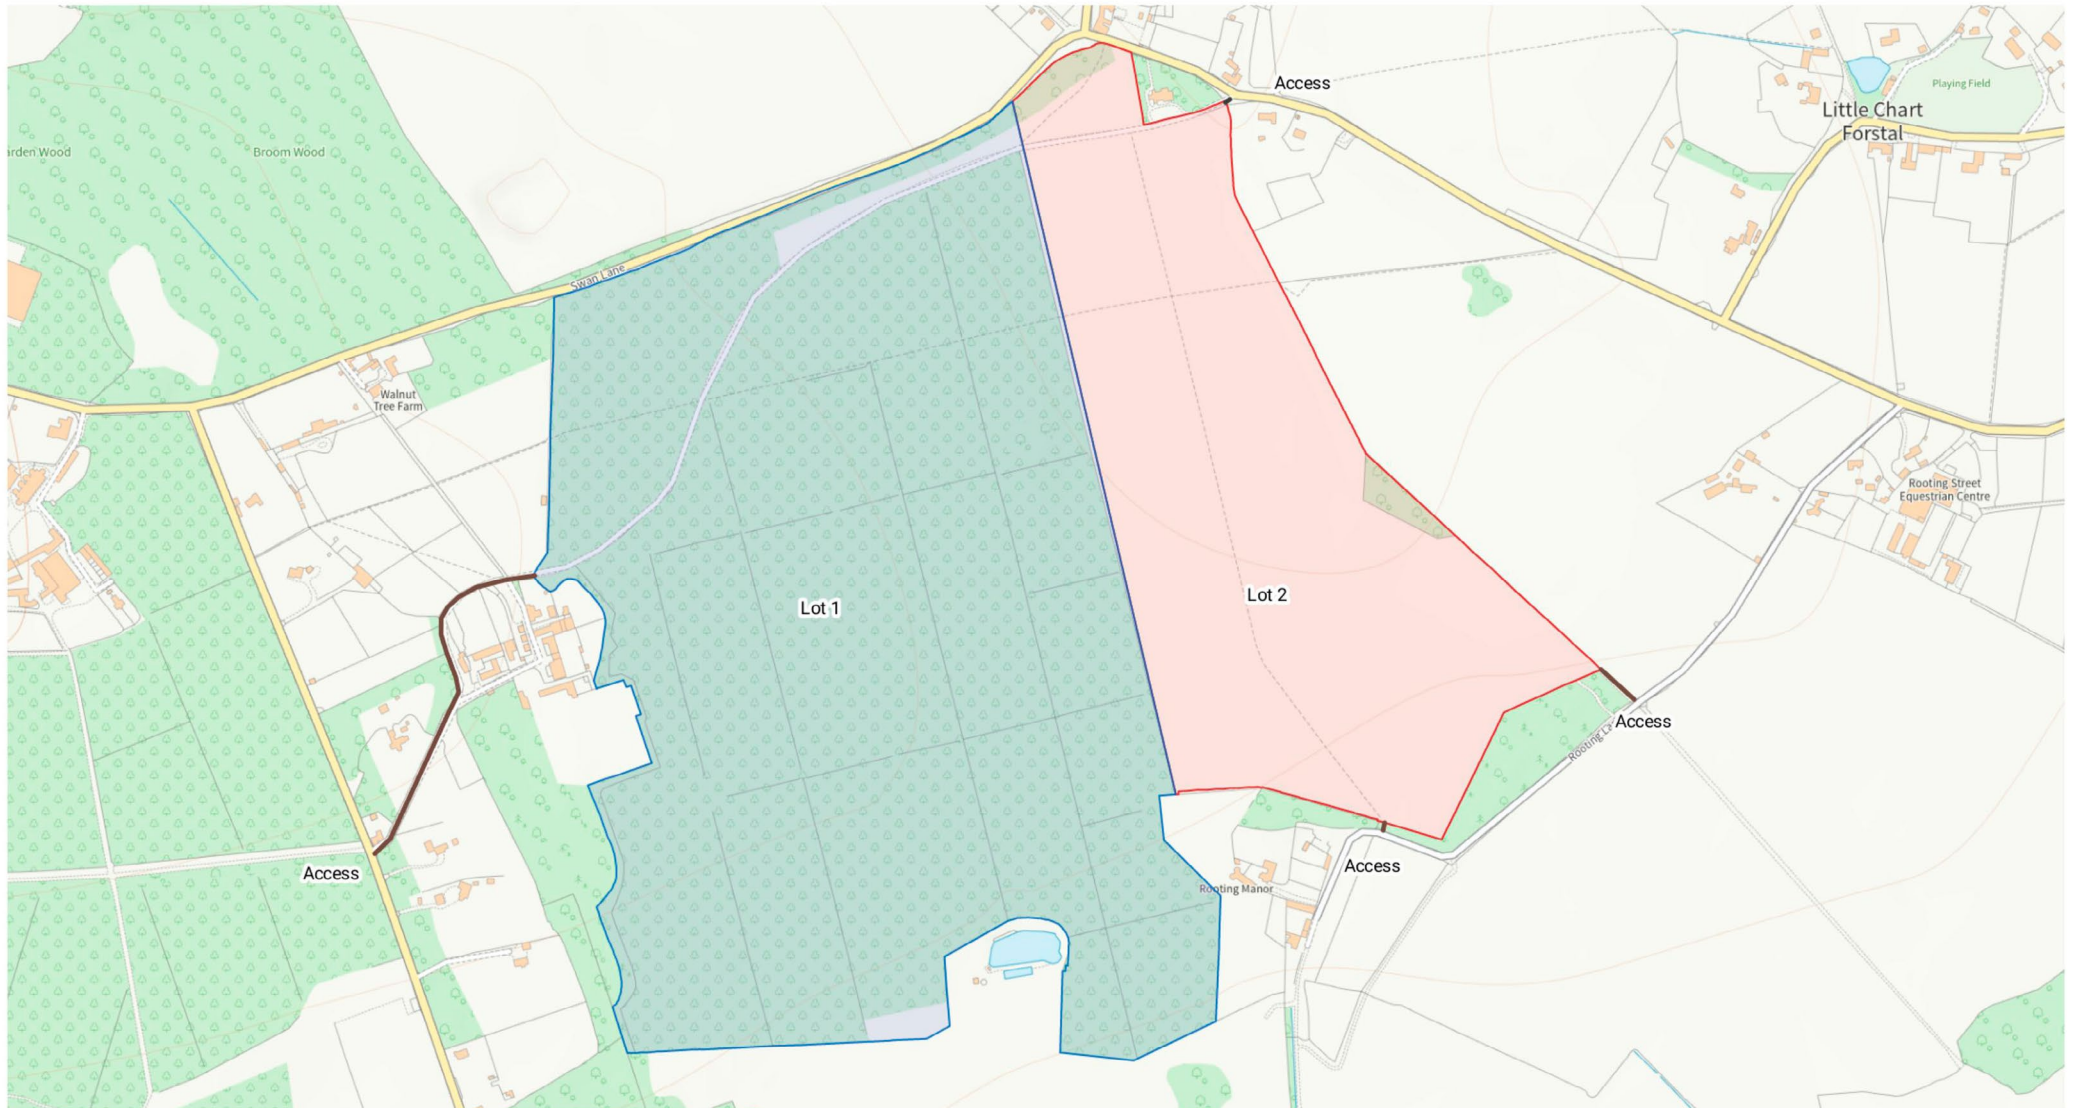 Access
Playing Field
Little Chart
Forstal
arden Wood
Broom Wood
Swan Lane
Walnut
Tree Farm
Rooting Street
Equestrian Centre
Lot 1
Lot 2
Access
Rooting La
Access
Access
Rooting Manor